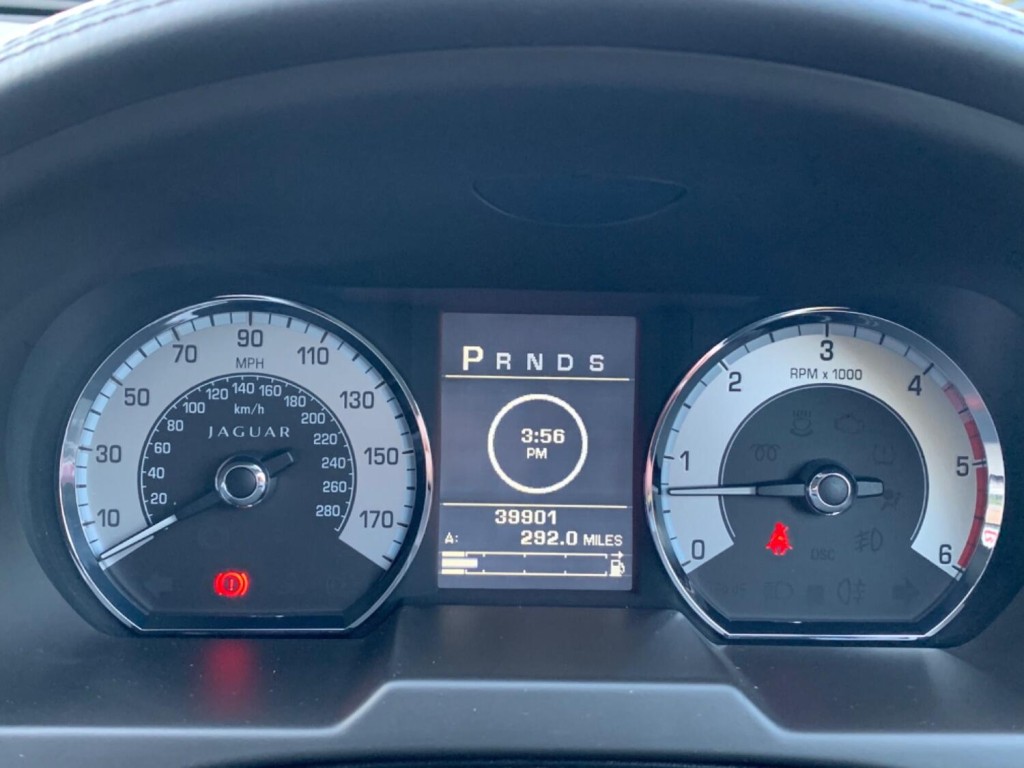 10 30 50 70 90 110 130 150 170
MPH
20 40 60 80 100 120 140 160 180 200 220 240 260 280
km/h
JAGUAR
P R N D S
3:56
PM
39901
A: 292.0 MILES
0 1 2 3 4 5 6
RPM x 1000
DSC